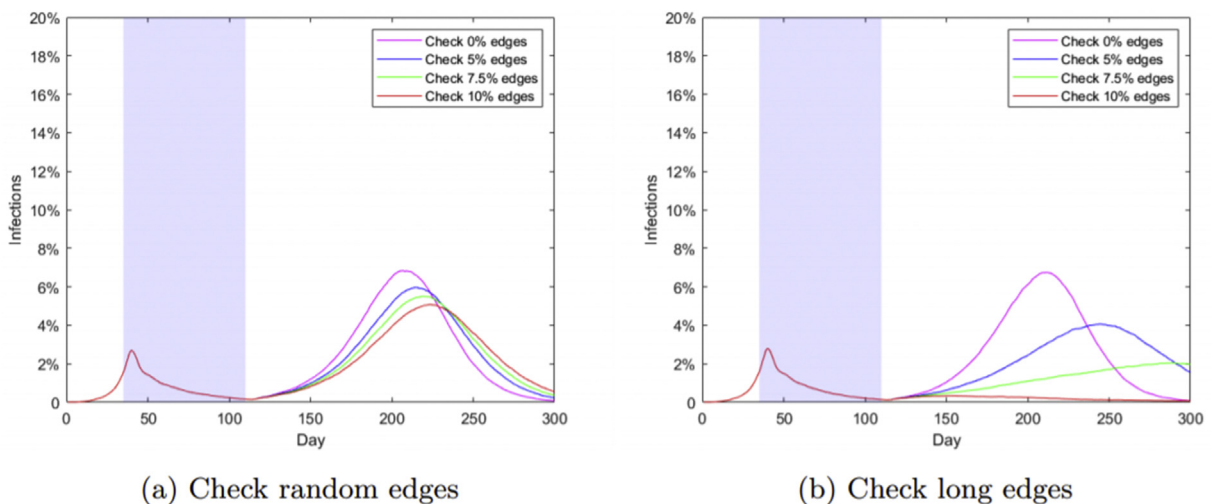 20%
18%
16%
14%
12%
10%
8%
6%
4%
2%
0
Infections
Check 0% edges
Check 5% edges
Check 7.5% edges
Check 10% edges
0 50 100 150 200 250 300
Day
(a) Check random edges
20%
18%
16%
14%
12%
10%
8%
6%
4%
2%
0
Infections
Check 0% edges
Check 5% edges
Check 7.5% edges
Check 10% edges
0 50 100 150 200 250 300
Day
(b) Check long edges